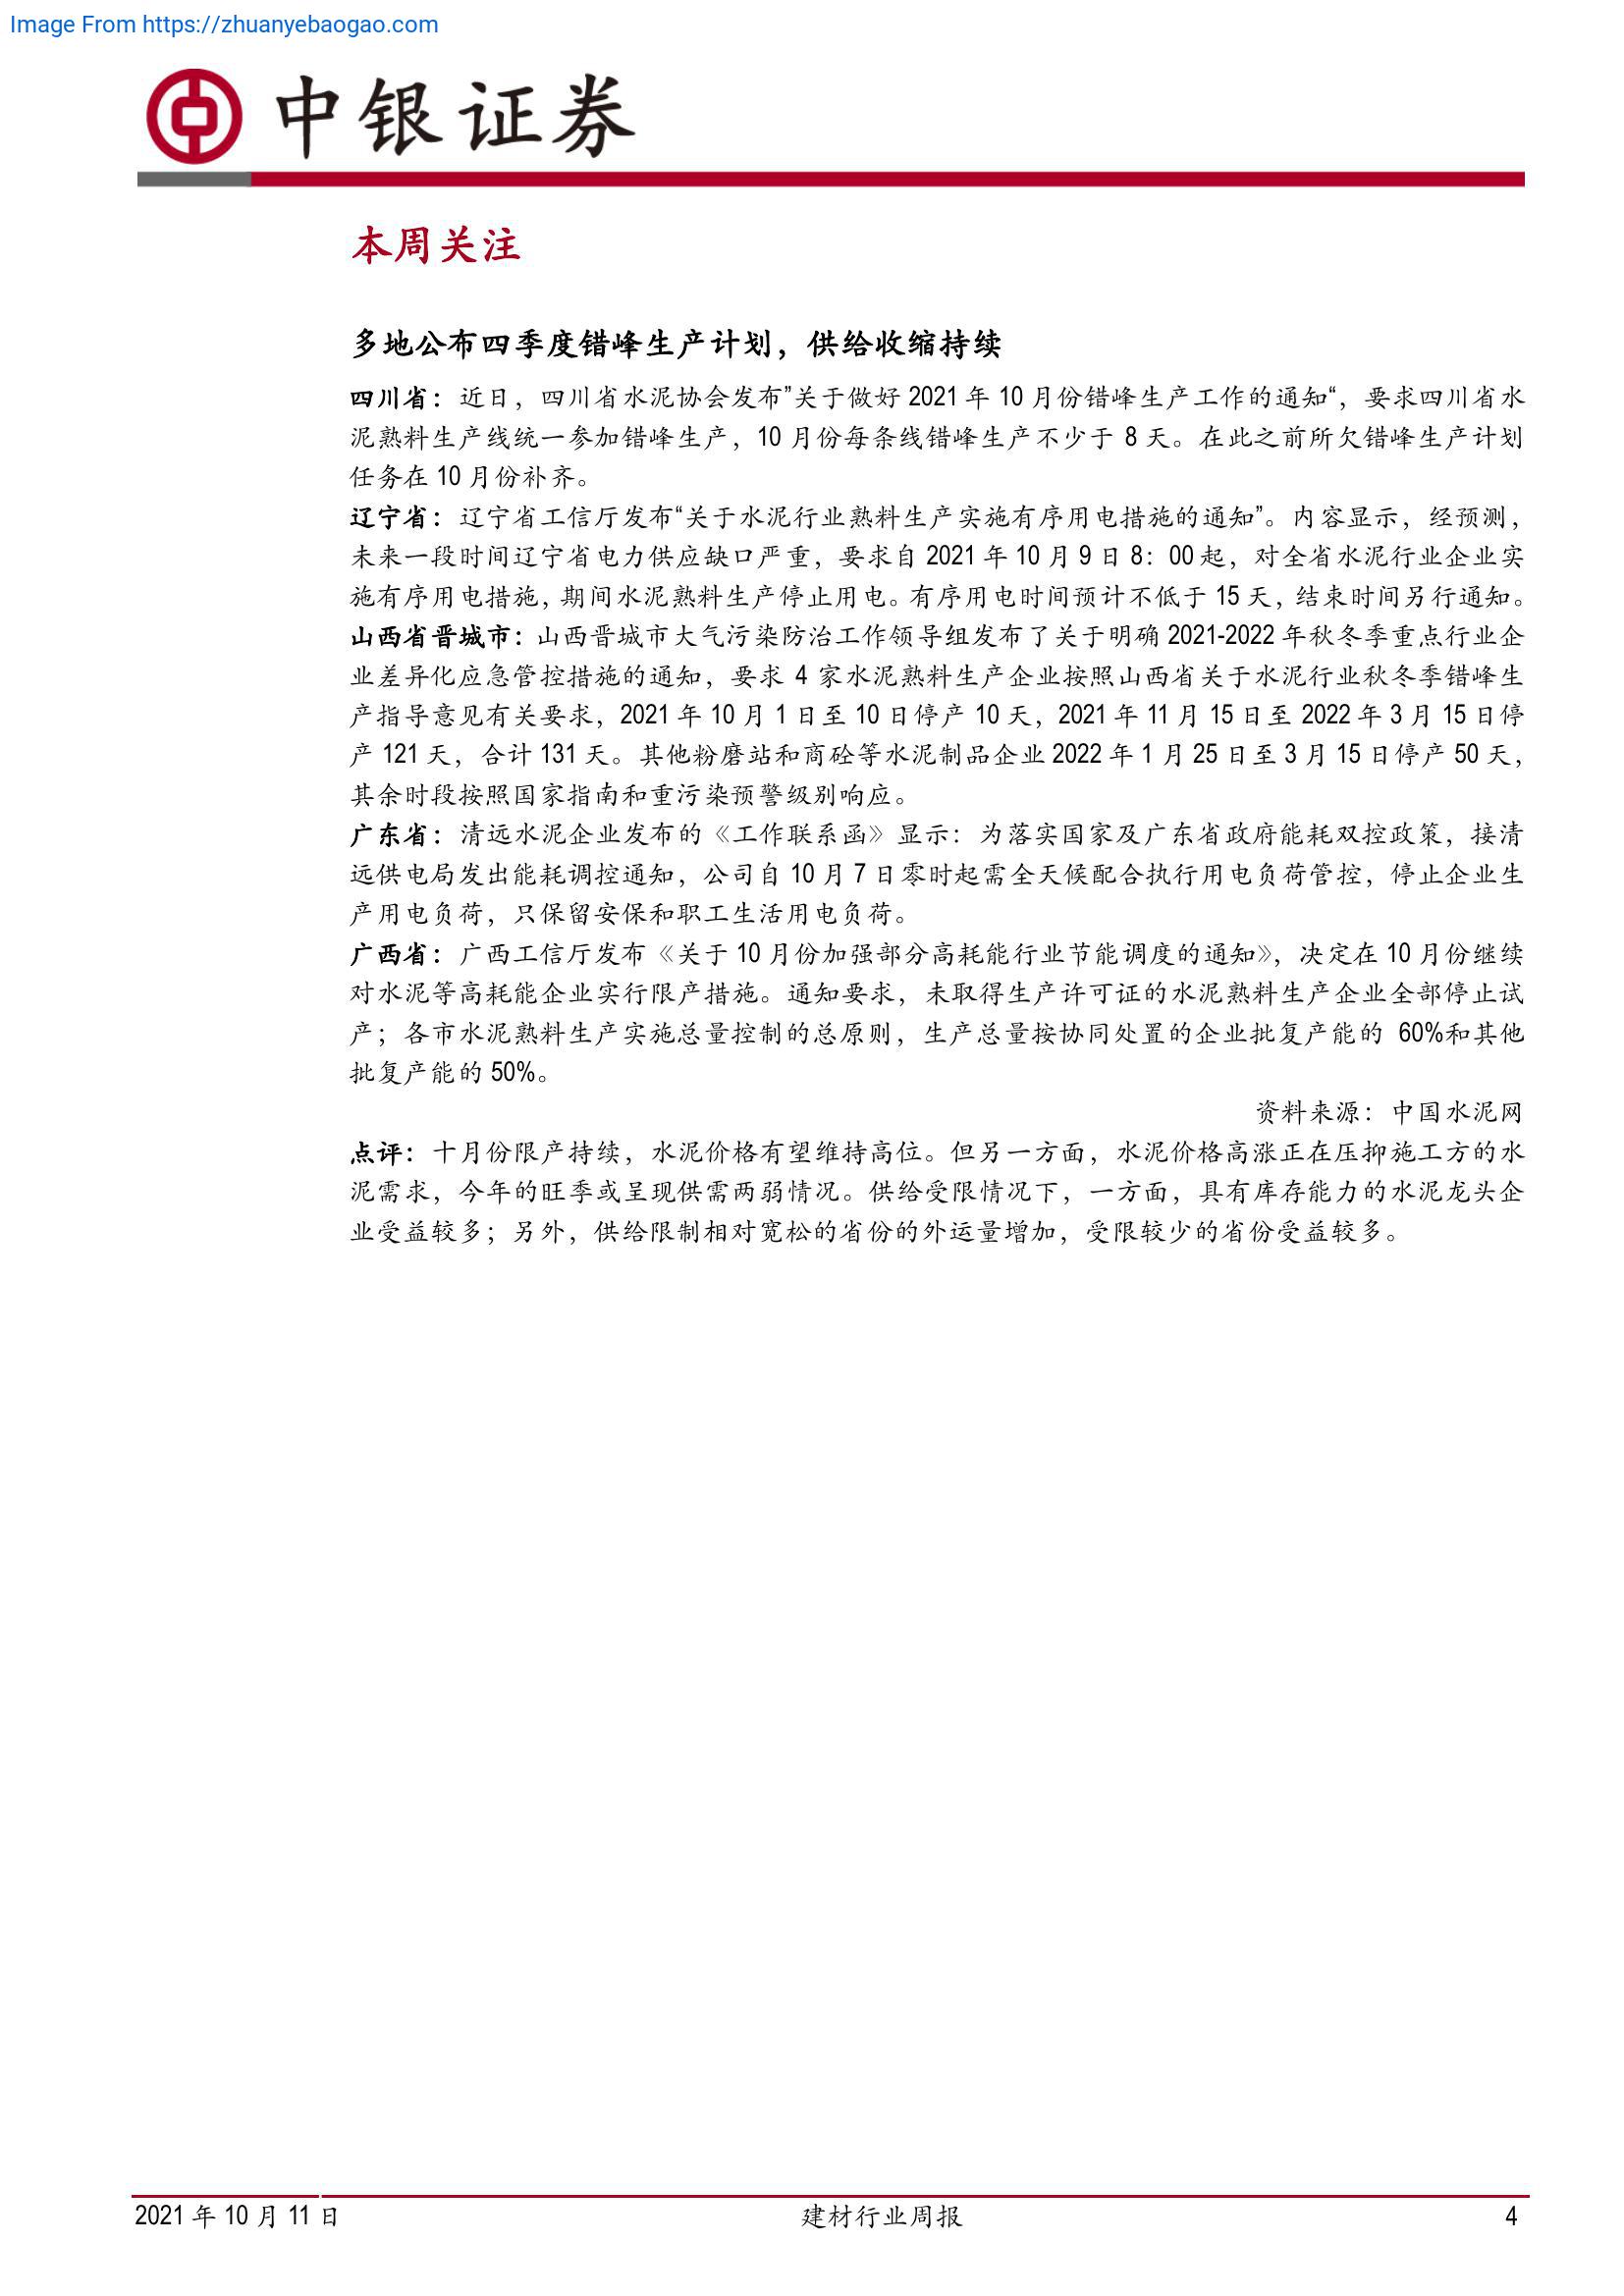 Image From https://zhuanyebaogao.com
中银证券
本周关注
多地公布四季度错峰生产计划，供给收缩持续
四川省：近日，四川省水泥协会发布”关于做好 2021 年 10 月份错峰生产工作的通知“，要求四川省水
泥熟料生产线统一参加错峰生产，10 月份每条线错峰生产不少于 8 天。在此之前所欠错峰生产计划
任务在 10 月份补齐。
辽宁省：辽宁省工信厅发布“关于水泥行业熟料生产实施有序用电措施的通知”。内容显示，经预测，
未来一段时间辽宁省电力供应缺口严重，要求自 2021 年 10 月 9 日 8：00 起，对全省水泥行业企业实
施有序用电措施，期间水泥熟料生产停止用电。有序用电时间预计不低于 15 天，结束时间另行通知。
山西省晋城市：山西晋城市大气污染防治工作领导组发布了关于明确 2021-2022 年秋冬季重点行业企
业差异化应急管控措施的通知，要求 4 家水泥熟料生产企业按照山西省关于水泥行业秋冬季错峰生
产指导意见有关要求，2021 年 10 月 1 日至 10 日停产 10 天，2021 年 11 月 15 日至 2022 年 3 月 15 日停
产 121 天，合计 131 天。其他粉磨站和商砼等水泥制品企业 2022 年 1 月 25 日至 3 月 15 日停产 50 天，
其余时段按照国家指南和重污染预警级别响应。
广东省：清远水泥企业发布的《工作联系函》显示：为落实国家及广东省政府能耗双控政策，接清
远供电局发出能耗调控通知，公司自 10 月 7 日零时起需全天候配合执行用电负荷管控，停止企业生
产用电负荷，只保留安保和职工生活用电负荷。
广西省：广西工信厅发布《关于 10 月份加强部分高耗能行业节能调度的通知》，决定在 10 月份继续
对水泥等高耗能企业实行限产措施。通知要求，未取得生产许可证的水泥熟料生产企业全部停止试
产；各市水泥熟料生产实施总量控制的总原则，生产总量按协同处置的企业批复产能的 60%和其他
批复产能的 50%。
资料来源：中国水泥网
点评：十月份限产持续，水泥价格有望维持高位。但另一方面，水泥价格高涨正在压抑施工方的水
泥需求，今年的旺季或呈现供需两弱情况。供给受限情况下，一方面，具有库存能力的水泥龙头企
业受益较多；另外，供给限制相对宽松的省份的外运量增加，受限较少的省份受益较多。
2021 年 10 月 11 日 建材行业周报 4